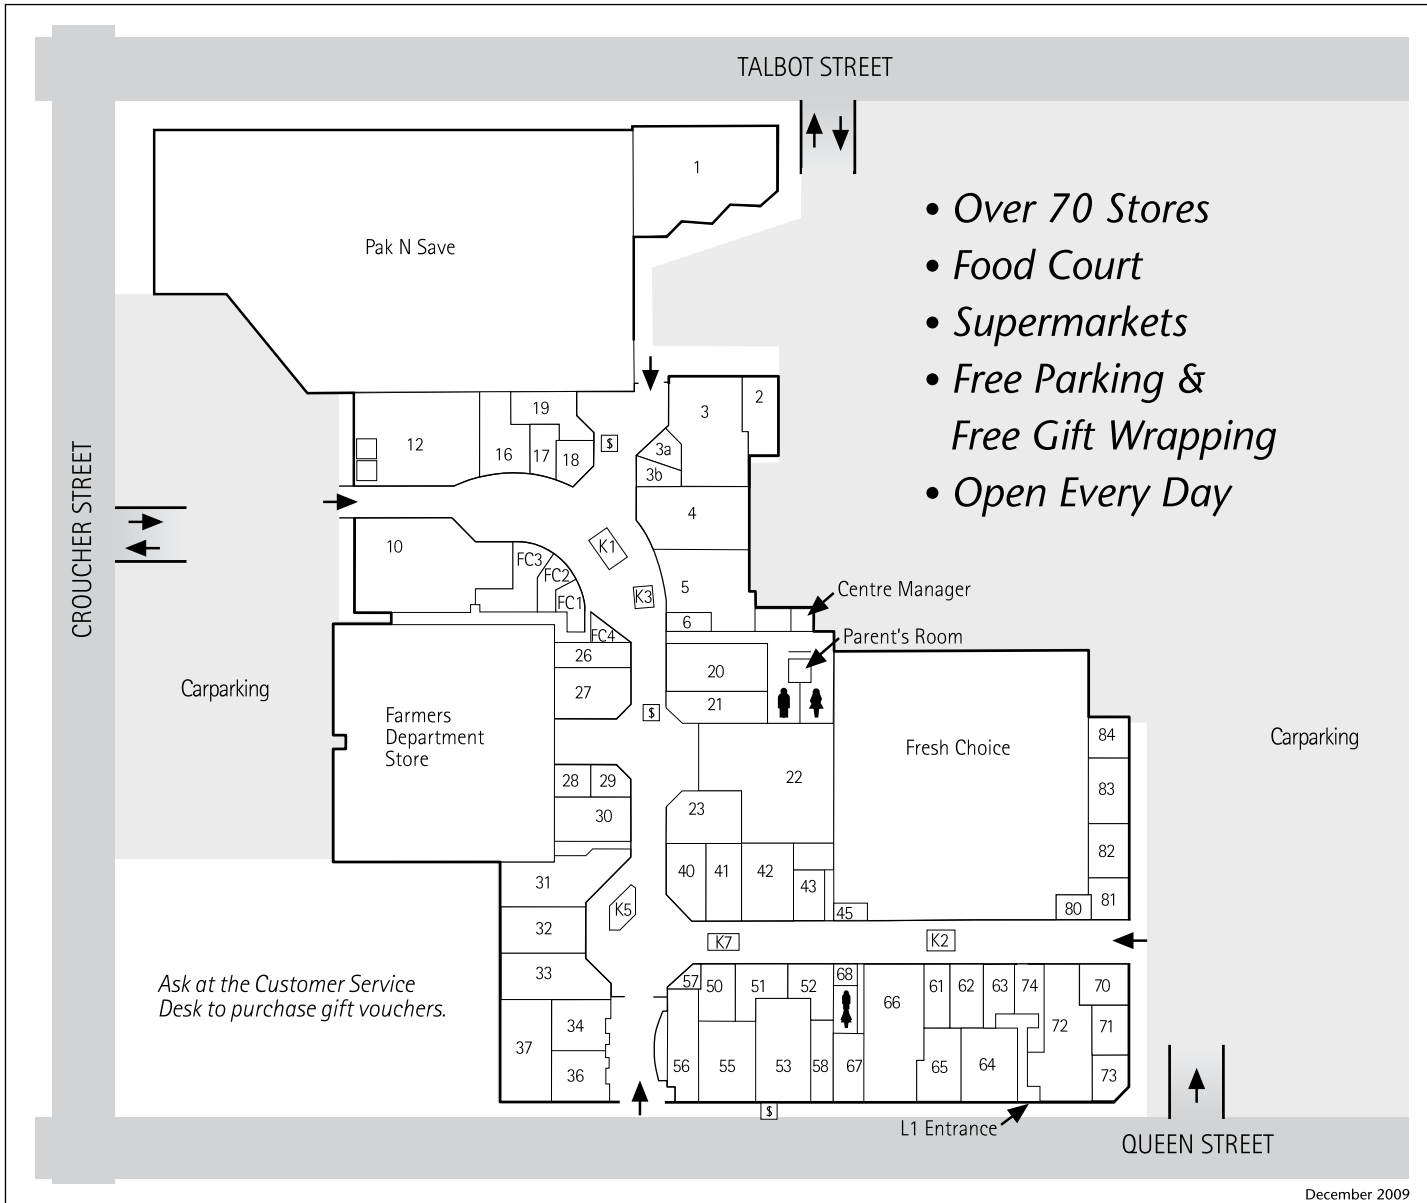 TALBOT STREET
1
• Over 70 Stores
Pak N Save
• Food Court
• Supermarkets
• Free Parking &
Free Gift Wrapping
• Open Every Day
2
3
19
12
16
17
18
$
3a
3b
4
CROUCHER STREET
10
K1
FC3
FC2
FC1
FC4
K3
5
6
Centre Manager
Parent's Room
26
27
20
21
$
Carparking
Farmers
Department
Store
Fresh Choice
Carparking
84
83
82
81
80
22
28
29
30
23
31
40
41
42
43
45
32
K5
K7
K2
33
Ask at the Customer Service
Desk to purchase gift vouchers.
57
50
51
52
68
66
61
62
63
74
70
34
37
36
72
71
73
56
55
53
58
67
65
64
$
L1 Entrance
QUEEN STREET
December 2009